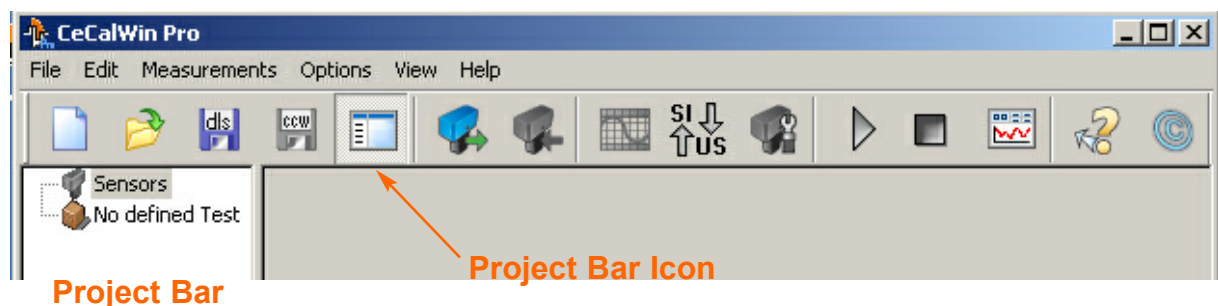 CeCalWin Pro
File Edit Measurements Options View Help
dls ccw SI US ©
Sensors
No defined Test
Project Bar Icon
Project Bar